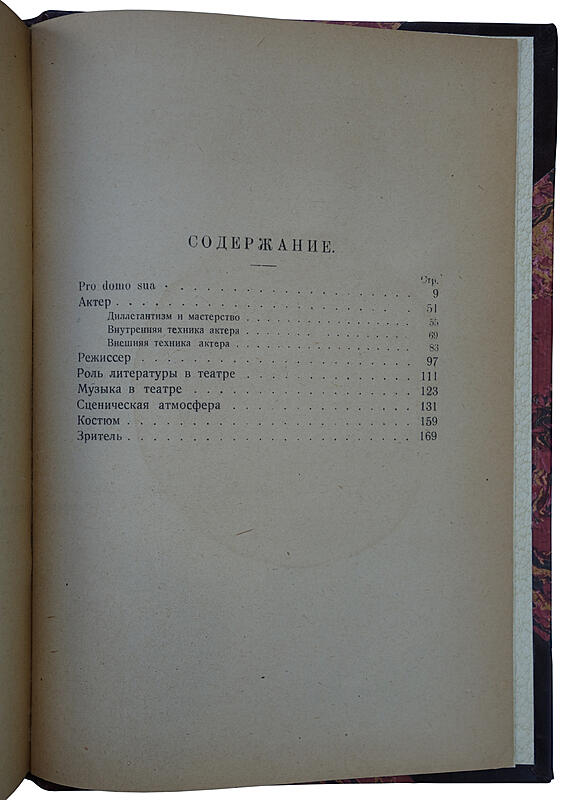 СОДЕРЖАНИЕ.
Стр.
Pro domo sua . . . . . . . . . . . . . . . . . . 9
Актер . . . . . . . . . . . . . . . . . . . . 51
Диллетантизм и мастерство . . . . . . . . . . . . 55
Внутренняя техника актера . . . . . . . . . . . . 69
Внешняя техника актера . . . . . . . . . . . . . 83
Режиссер . . . . . . . . . . . . . . . . . . . 97
Роль литературы в театре . . . . . . . . . . . . 111
Музыка в театре . . . . . . . . . . . . . . . . 123
Сценическая атмосфера . . . . . . . . . . . . . 131
Костюм . . . . . . . . . . . . . . . . . . . . 159
Зритель . . . . . . . . . . . . . . . . . . . . 169